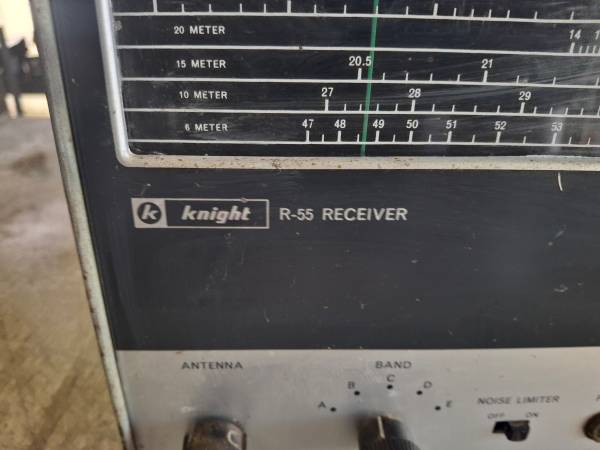 20 METER 14
15 METER 20.5 21
10 METER 27 28 29
6 METER 47 48 49 50 51 52 53
k knight R-55 RECEIVER
ANTENNA BAND
A B C D E
NOISE LIMITER
OFF ON